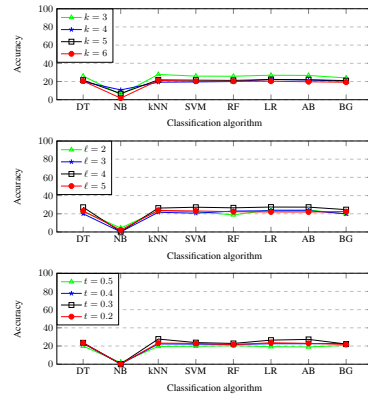 100
80
60
40
20
0
Accuracy
k = 3
k = 4
k = 5
k = 6
DT NB kNN SVM RF LR AB BG
Classification algorithm
100
80
60
40
20
0
Accuracy
ℓ = 2
ℓ = 3
ℓ = 4
ℓ = 5
DT NB kNN SVM RF LR AB BG
Classification algorithm
100
80
60
40
20
0
Accuracy
t = 0.5
t = 0.4
t = 0.3
t = 0.2
DT NB kNN SVM RF LR AB BG
Classification algorithm